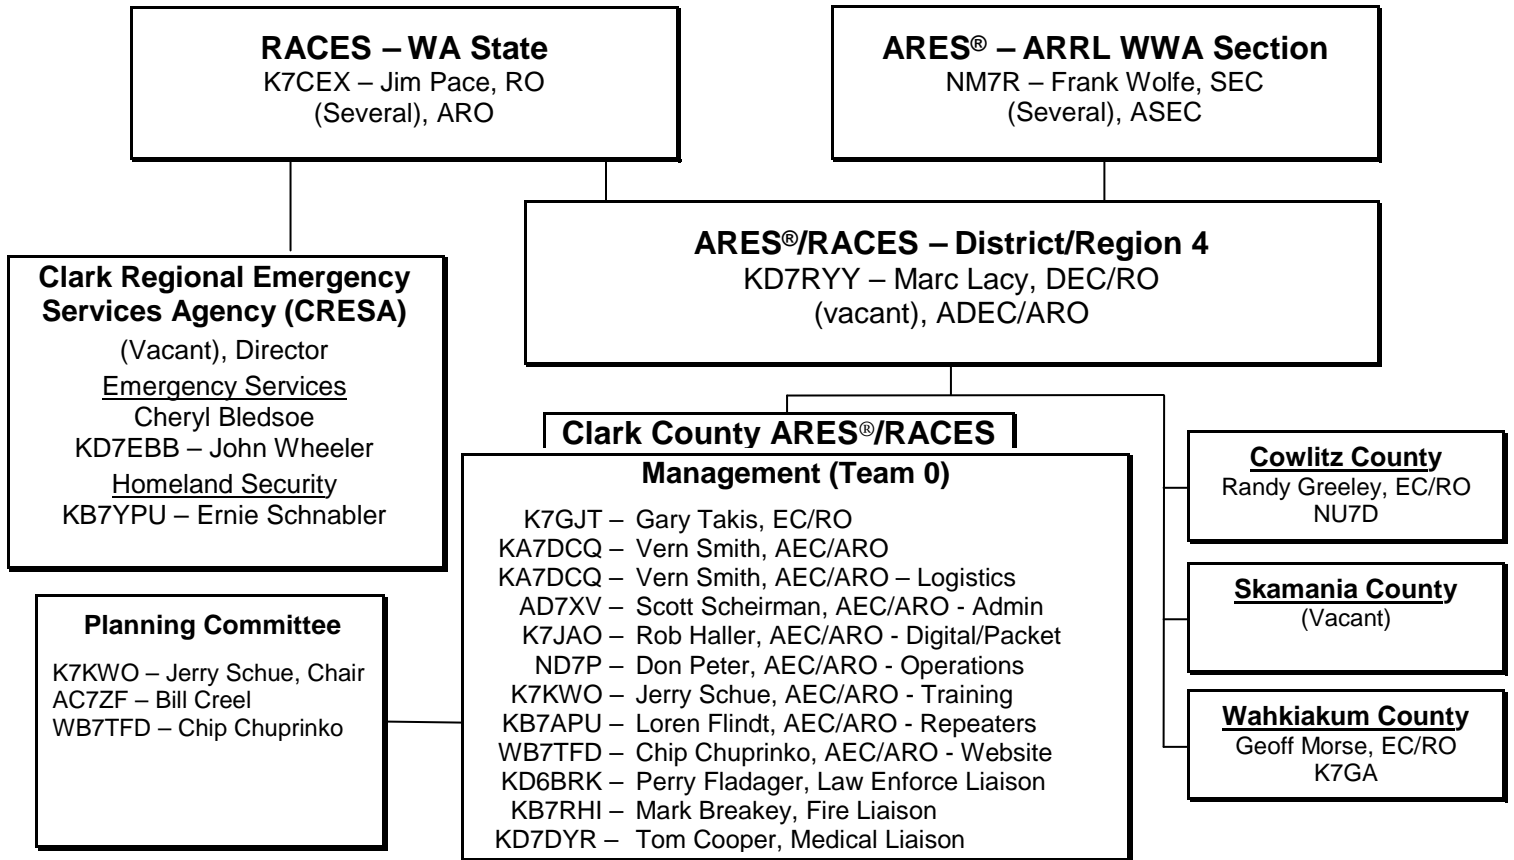 RACES – WA State
K7CEX – Jim Pace, RO
(Several), ARO
ARES® – ARRL WWA Section
NM7R – Frank Wolfe, SEC
(Several), ASEC
ARES®/RACES – District/Region 4
KD7RYY – Marc Lacy, DEC/RO
(vacant), ADEC/ARO
Clark Regional Emergency
Services Agency (CRESA)
(Vacant), Director
Emergency Services
Cheryl Bledsoe
KD7EBB – John Wheeler
Homeland Security
KB7YPU – Ernie Schnabler
Clark County ARES®/RACES
Management (Team 0)
K7GJT – Gary Takis, EC/RO
KA7DCQ – Vern Smith, AEC/ARO
KA7DCQ – Vern Smith, AEC/ARO – Logistics
AD7XV – Scott Scheirman, AEC/ARO - Admin
K7JAO – Rob Haller, AEC/ARO - Digital/Packet
ND7P – Don Peter, AEC/ARO - Operations
K7KWO – Jerry Schue, AEC/ARO - Training
KB7APU – Loren Flindt, AEC/ARO - Repeaters
WB7TFD – Chip Chuprinko, AEC/ARO - Website
KD6BRK – Perry Fladager, Law Enforce Liaison
KB7RHI – Mark Breakey, Fire Liaison
KD7DYR – Tom Cooper, Medical Liaison
Planning Committee
K7KWO – Jerry Schue, Chair
AC7ZF – Bill Creel
WB7TFD – Chip Chuprinko
Cowlitz County
Randy Greeley, EC/RO
NU7D
Skamania County
(Vacant)
Wahkiakum County
Geoff Morse, EC/RO
K7GA